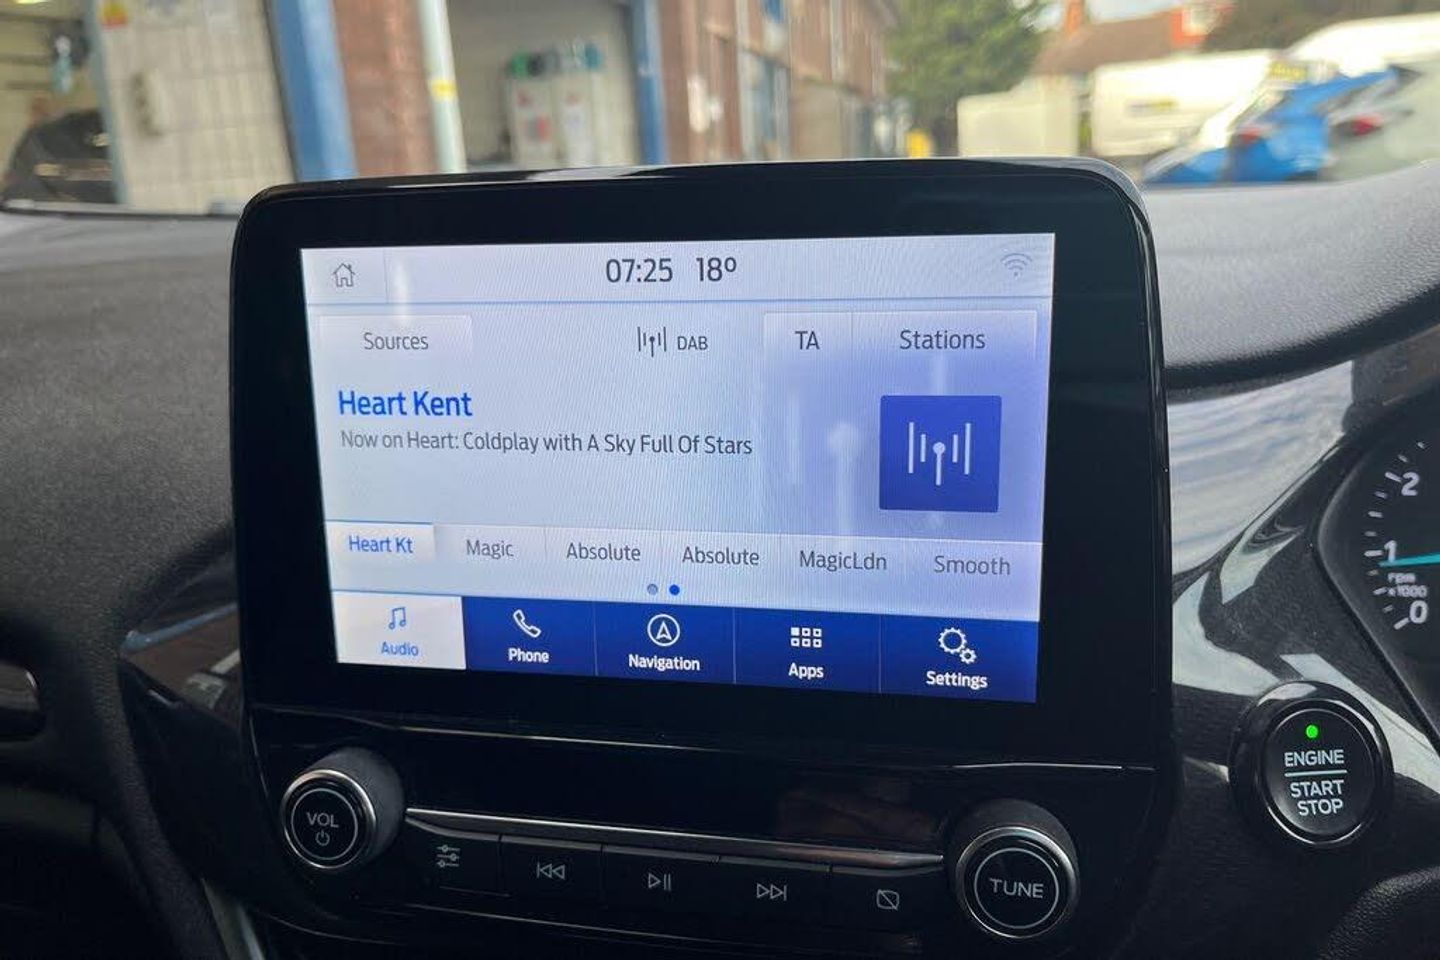 07:25 18º
Sources DAB TA Stations
Heart Kent
Now on Heart: Coldplay with A Sky Full Of Stars
Heart Kt Magic Absolute Absolute MagicLdn Smooth
Audio Phone Navigation Apps Settings
VOL
TUNE
ENGINE
START
STOP
2
1
rpm
x1000
0